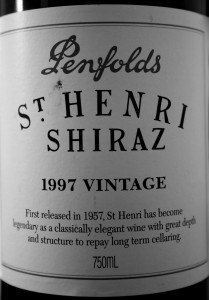 Penfolds
ST HENRI
SHIRAZ
1997 VINTAGE
First released in 1957, St Henri has become
legendary as a classically elegant wine with great depth
and structure to repay long term cellaring.
750ML